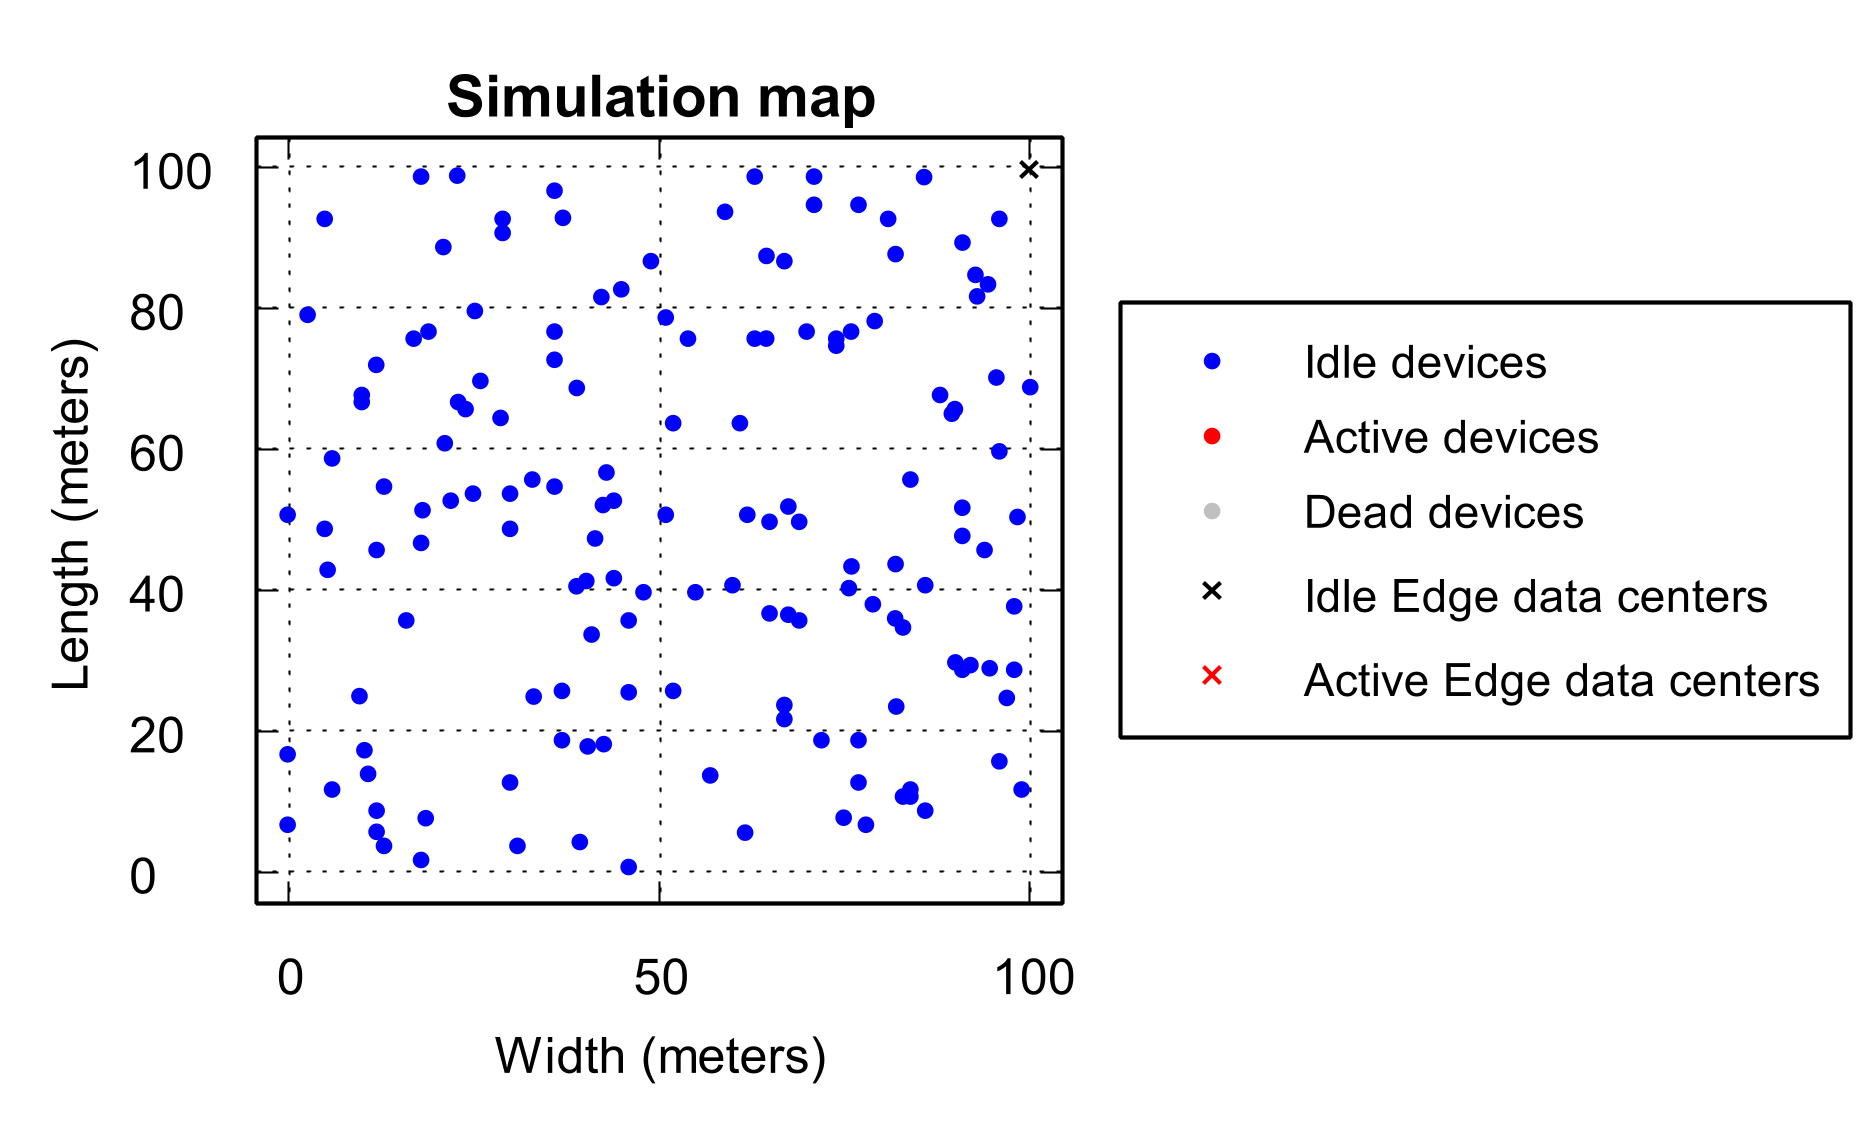 Simulation map
100
80
60
40
20
0
Length (meters)
0 50 100
Width (meters)
Idle devices
Active devices
Dead devices
Idle Edge data centers
Active Edge data centers